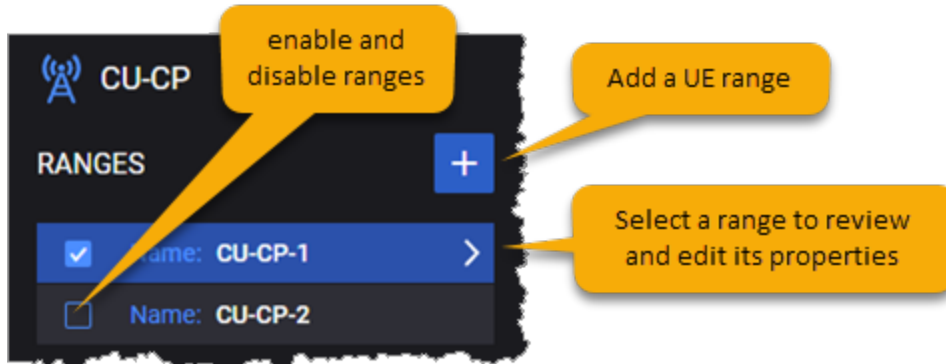 enable and
disable ranges
CU-CP
Add a UE range
RANGES
+
Select a range to review
and edit its properties
Name: CU-CP-1
Name: CU-CP-2